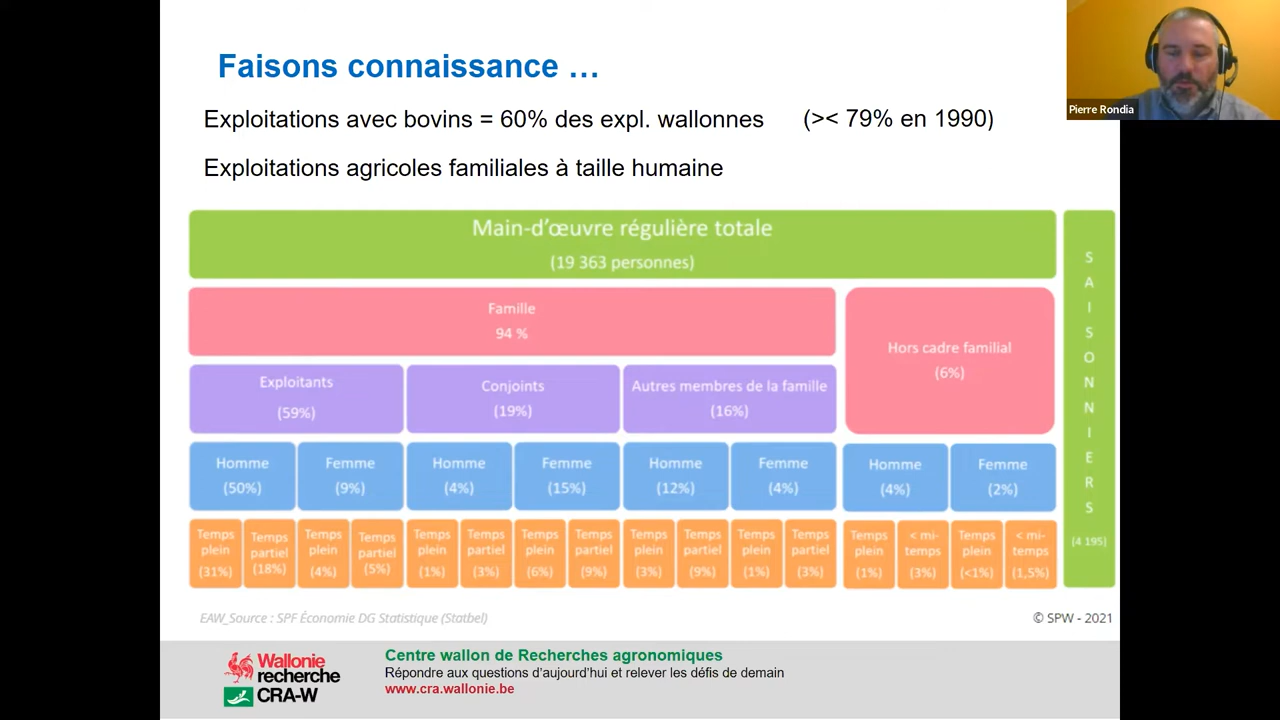 Faisons connaissance …
Pierre Rondia
Exploitations avec bovins = 60% des expl. wallonnes (>< 79% en 1990)
Exploitations agricoles familiales à taille humaine
Main-d'œuvre régulière totale
(19 363 personnes)
SAISONNIERS
(4 195)
Famille
94 %
Hors cadre familial
(6%)
Exploitants
(59%)
Conjoints
(19%)
Autres membres de la famille
(16%)
Homme
(50%)
Femme
(9%)
Homme
(4%)
Femme
(15%)
Homme
(12%)
Femme
(4%)
Homme
(4%)
Femme
(2%)
Temps
plein
(31%)
Temps
partiel
(18%)
Temps
plein
(4%)
Temps
partiel
(5%)
Temps
plein
(1%)
Temps
partiel
(3%)
Temps
plein
(6%)
Temps
partiel
(9%)
Temps
plein
(3%)
Temps
partiel
(9%)
Temps
plein
(1%)
Temps
partiel
(3%)
Temps
plein
(1%)
< mi-
temps
(3%)
Temps
plein
(<1%)
< mi-
temps
(1,5%)
EAW_Source : SPF Économie DG Statistique (Statbel)
© SPW - 2021
Wallonie
recherche
CRA-W
Centre wallon de Recherches agronomiques
Répondre aux questions d'aujourd'hui et relever les défis de demain
www.cra.wallonie.be